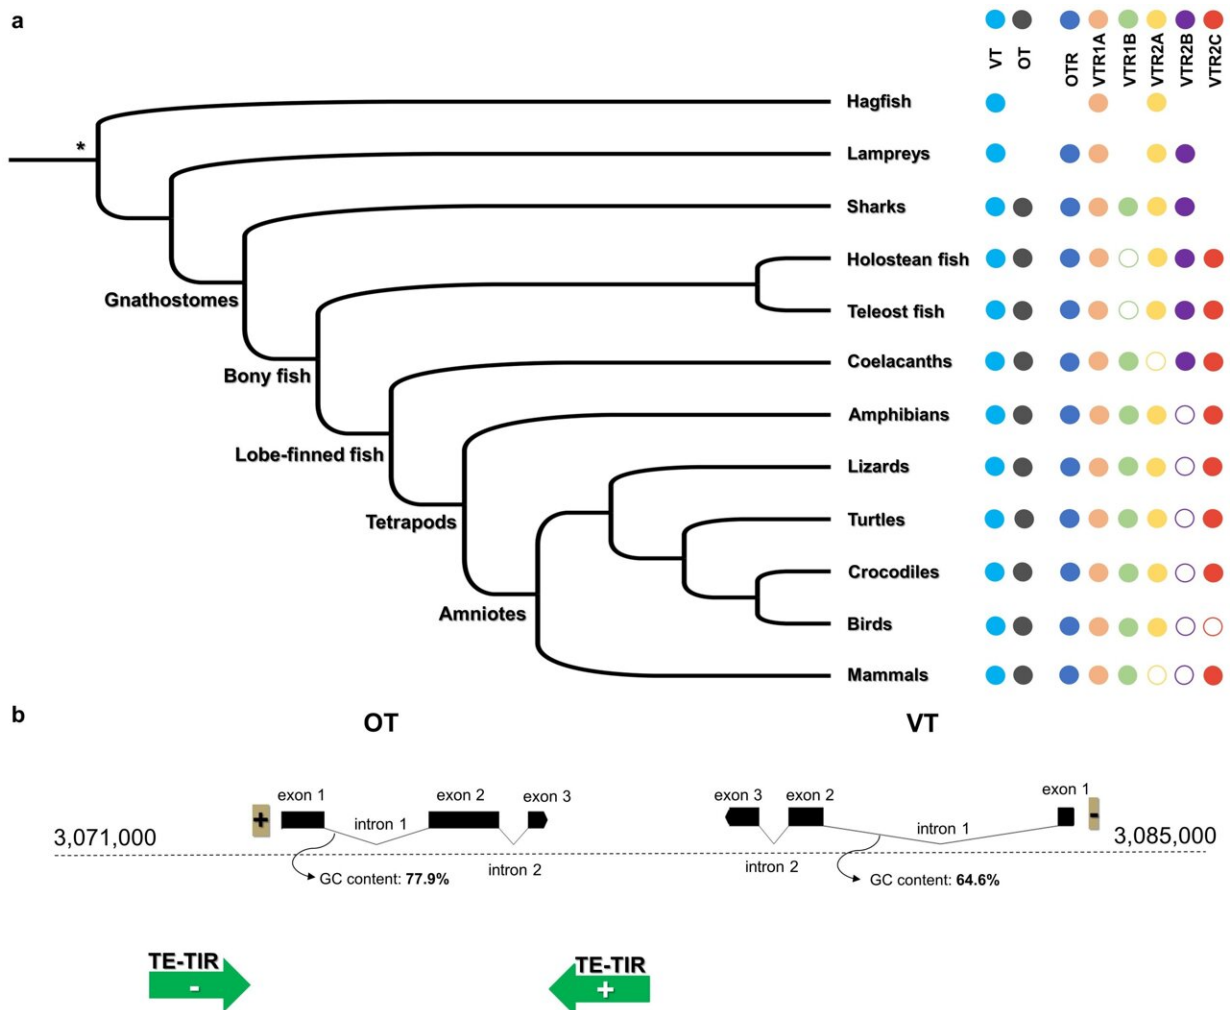 a
VT
OT
OTR
VTR1A
VTR1B
VTR2A
VTR2B
VTR2C
*
Hagfish
Lampreys
Sharks
Holostean fish
Gnathostomes
Teleost fish
Bony fish
Coelacanths
Amphibians
Lobe-finned fish
Lizards
Tetrapods
Turtles
Crocodiles
Amniotes
Birds
Mammals
b
OT
VT
exon 1
exon 2
exon 3
exon 3
exon 2
exon 1
+
-
intron 1
intron 1
3,071,000
3,085,000
intron 2
intron 2
GC content: 77.9%
GC content: 64.6%
TE-TIR
-
TE-TIR
+